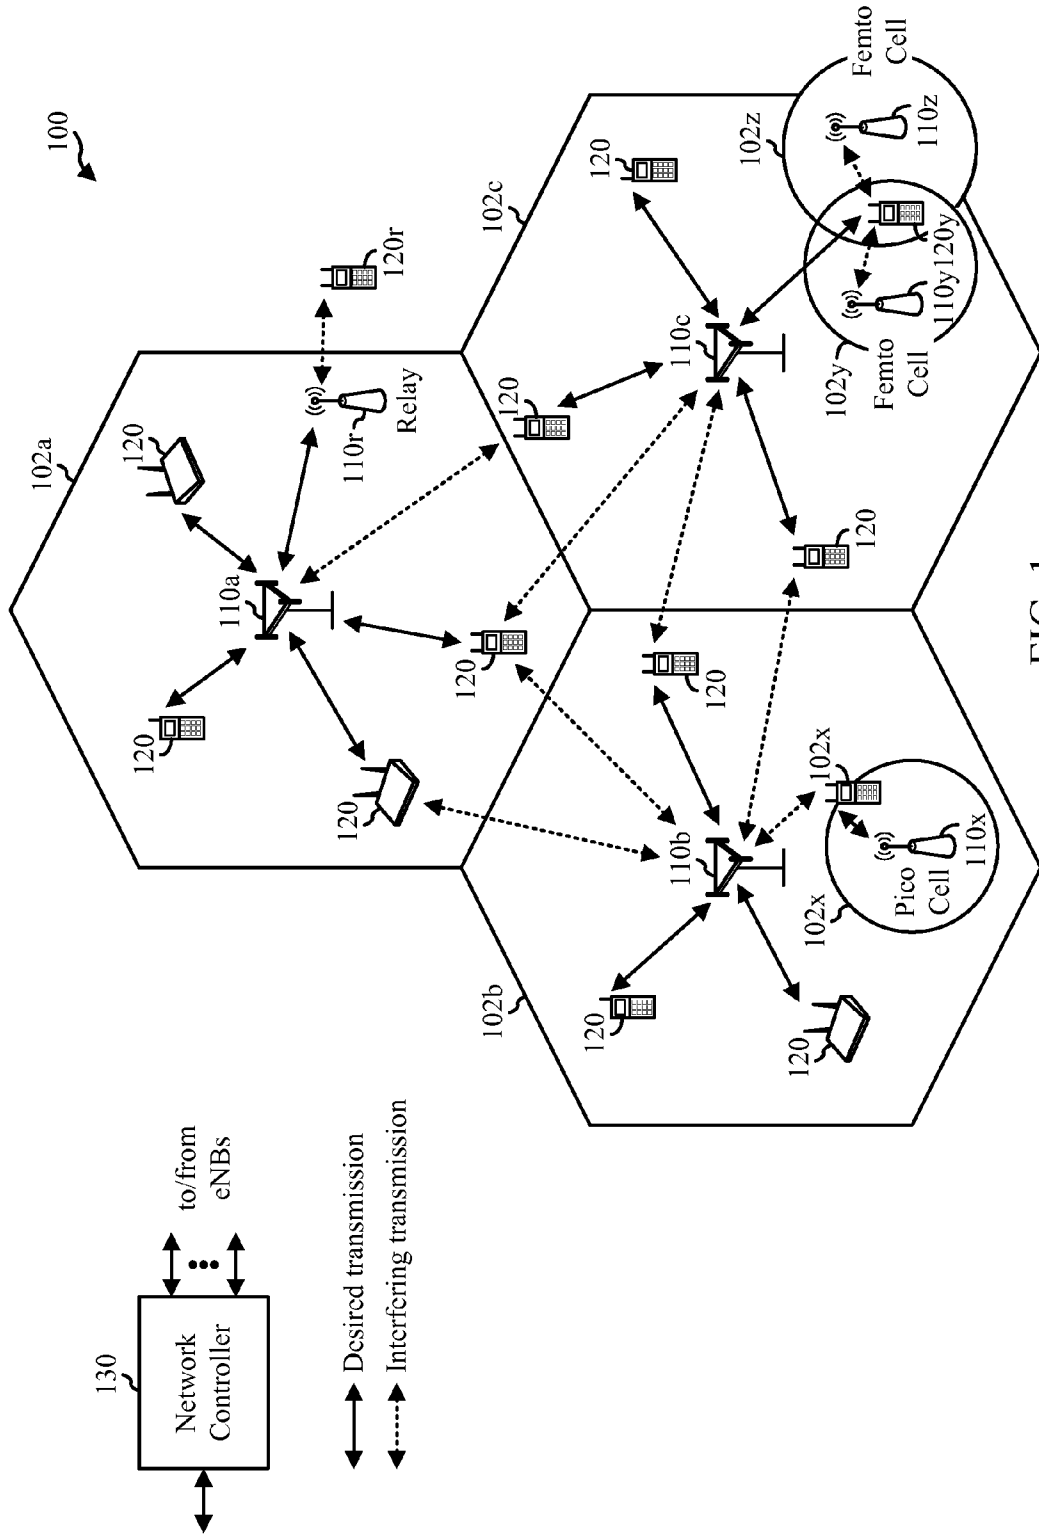 100
130
Network
Controller
to/from
eNBs
Desired transmission
Interfering transmission
102a
120
120
110a
120
110r
Relay
120r
120
120
102b
120
110b
120
120
102x
Pico
Cell
110x
102x
102c
120
120
110c
120
102y
Femto
Cell
110y
120y
102z
110z
Femto
Cell
FIG. 1